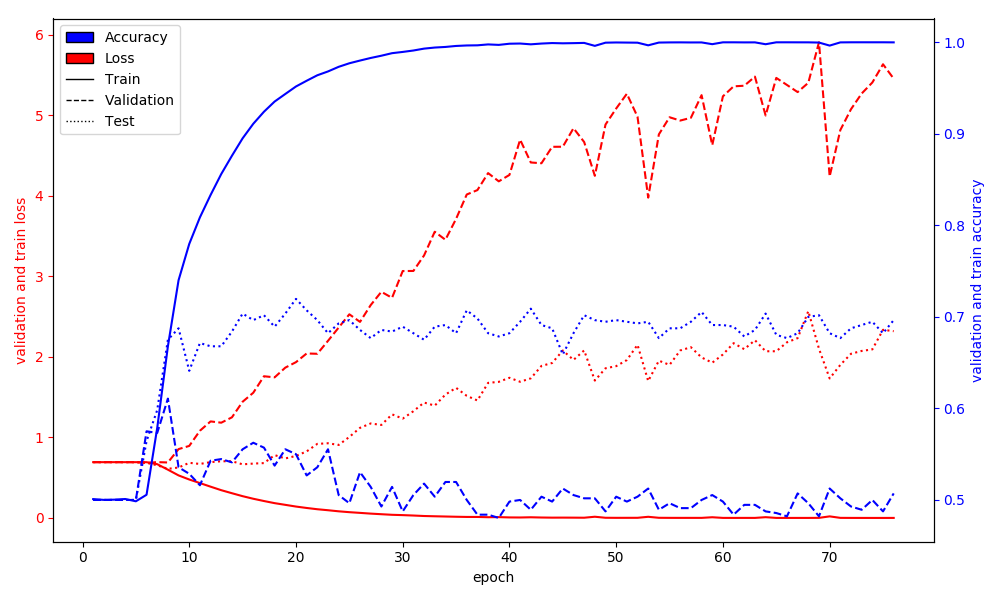 Accuracy
Loss
Train
Validation
Test
validation and train loss
0
1
2
3
4
5
6
validation and train accuracy
0.5
0.6
0.7
0.8
0.9
1.0
0
10
20
30
40
50
60
70
epoch